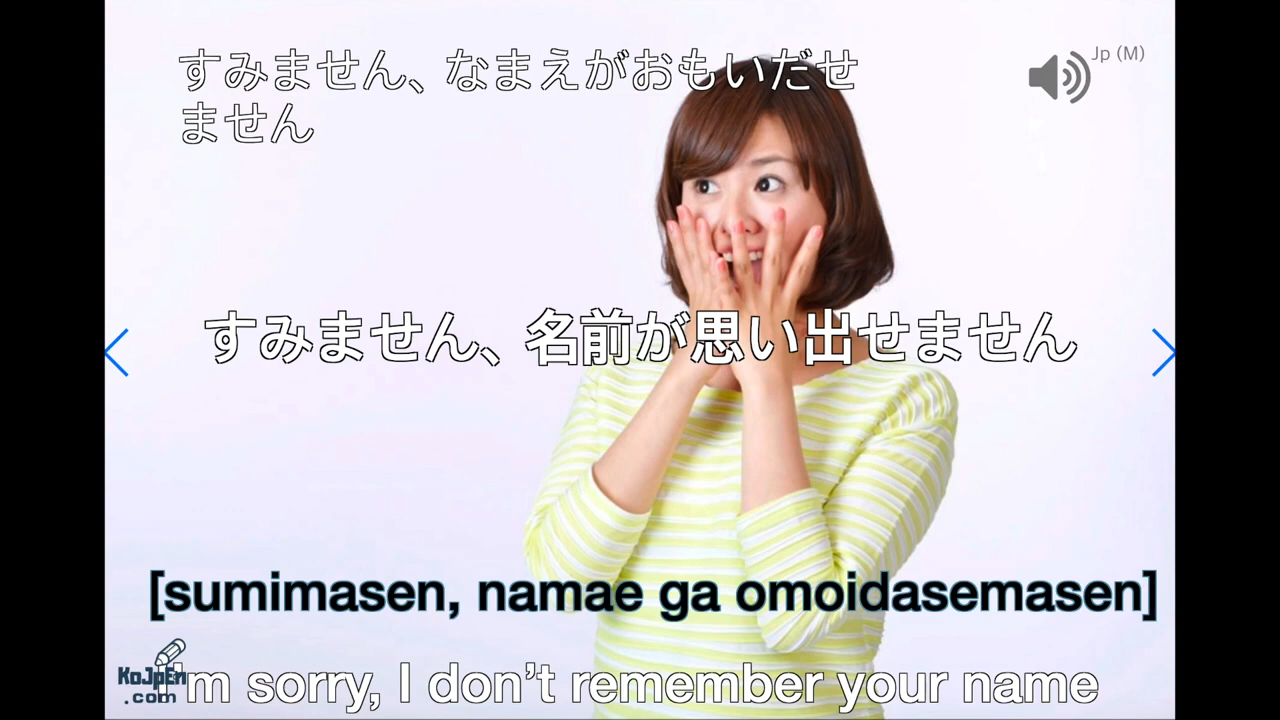 すみません、なまえがおもいだせ
ません
Jp (M)
すみません、名前が思い出せません
[sumimasen, namae ga omoidasemasen]
I'm sorry, I don't remember your name
KoJpEn
.com